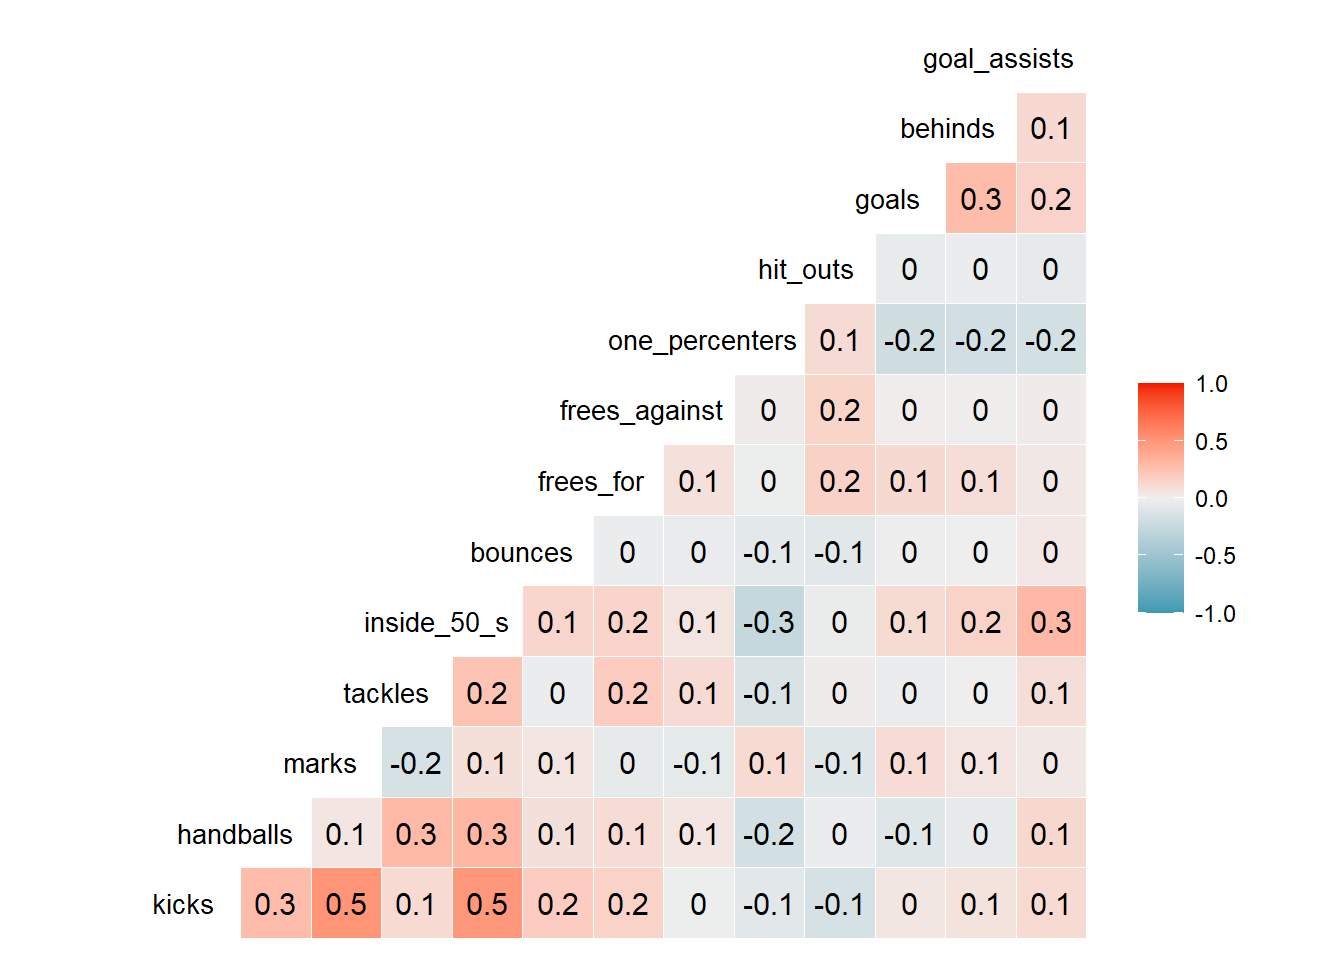 goal_assists
behinds 0.1
goals 0.3 0.2
hit_outs 0 0 0
one_percenters 0.1 -0.2 -0.2 -0.2
frees_against 0 0.2 0 0 0
frees_for 0.1 0 0.2 0.1 0.1 0
bounces 0 0 -0.1 -0.1 0 0 0
inside_50_s 0.1 0.2 0.1 -0.3 0 0.1 0.2 0.3
tackles 0.2 0 0.2 0.1 -0.1 0 0 0 0.1
marks -0.2 0.1 0.1 0 -0.1 0.1 -0.1 0.1 0.1 0
handballs 0.1 0.3 0.3 0.1 0.1 0.1 -0.2 0 -0.1 0 0.1
kicks 0.3 0.5 0.1 0.5 0.2 0.2 0 -0.1 -0.1 0 0.1 0.1
1.0
0.5
0.0
-0.5
-1.0